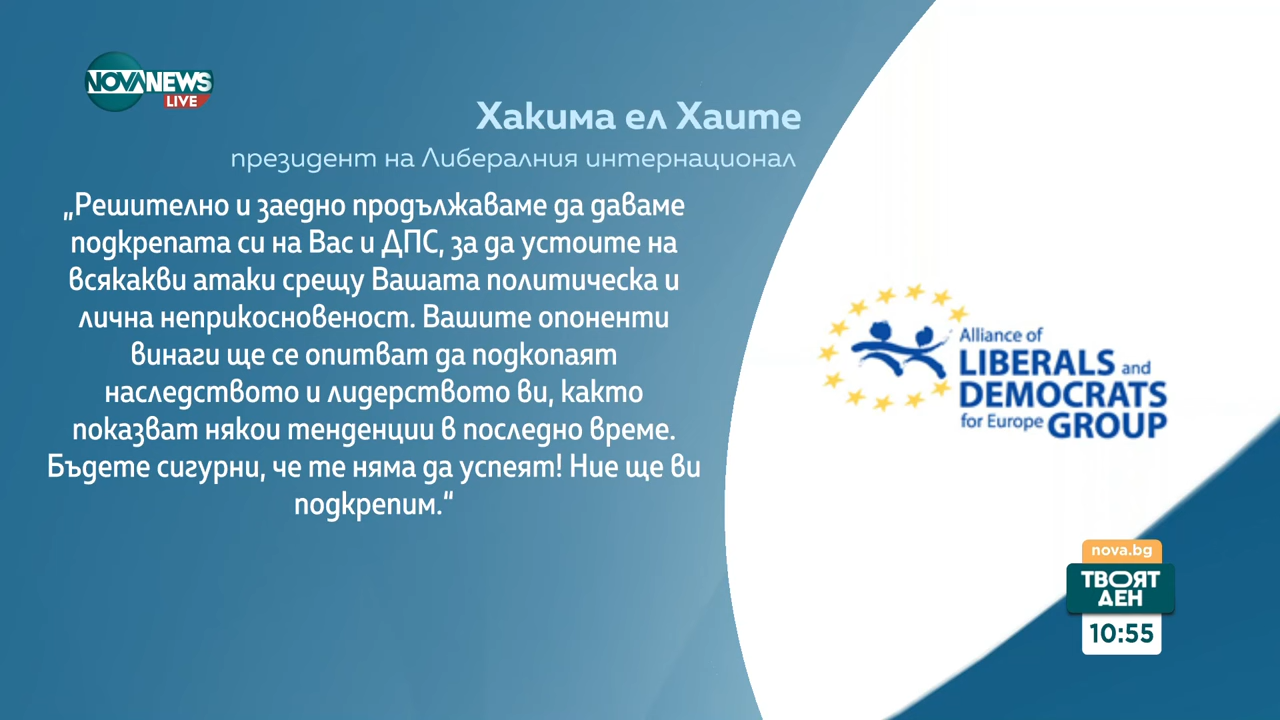 NOVANEWS
LIVE
Хакима ел Хаите
президент на Либералния интернационал
„Решително и заедно продължаваме да даваме
подкрепата си на Вас и ДПС, за да устоите на
всякакви атаки срещу Вашата политическа и
лична неприкосновеност. Вашите опоненти
винаги ще се опитват да подкопаят
наследството и лидерството ви, както
показват някои тенденции в последно време.
Бъдете сигурни, че те няма да успеят! Ние ще ви
подкрепим.“
Alliance of
LIBERALS and
DEMOCRATS
for Europe GROUP
nova.bg
ТВОЯТ
ДЕН
10:55